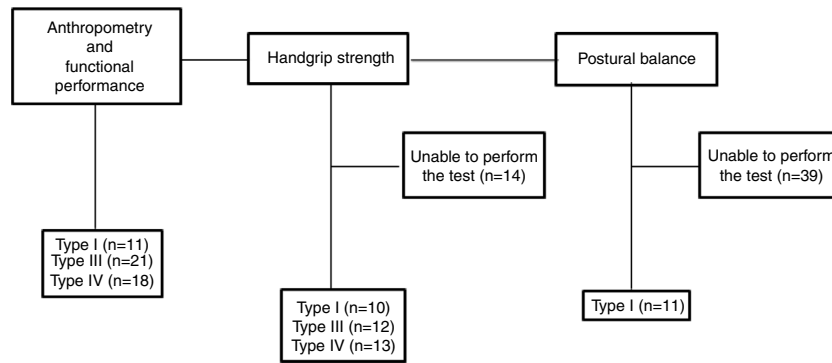 Anthropometry
and
functional
performance
Handgrip strength
Postural balance
Unable to perform
the test (n=14)
Unable to perform
the test (n=39)
Type I (n=11)
Type III (n=21)
Type IV (n=18)
Type I (n=10)
Type III (n=12)
Type IV (n=13)
Type I (n=11)